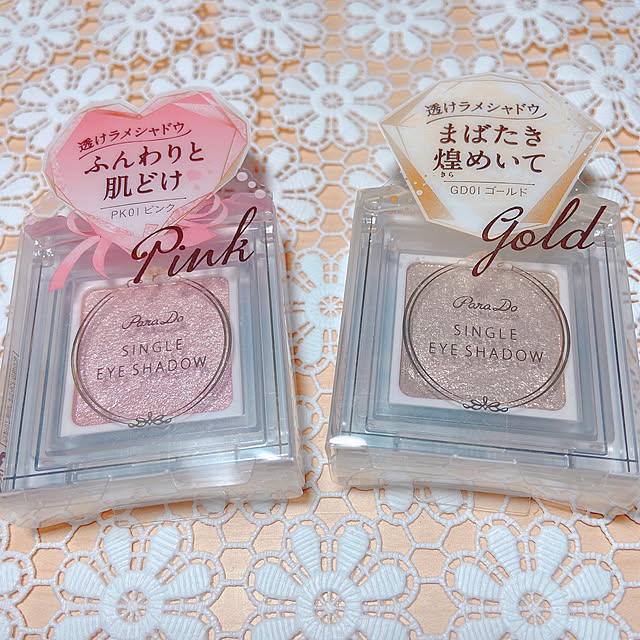 透けラメシャドウ
ふんわりと
肌どけ
PK01 ピンク
Pink
ParaDo
SINGLE
EYE SHADOW
透けラメシャドウ
まばたき
煌めいて
きら
GD01 ゴールド
Gold
ParaDo
SINGLE
EYE SHADOW